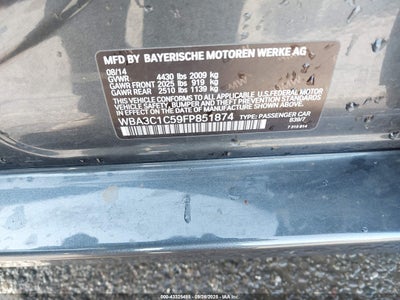 MFD BY BAYERISCHE MOTOREN WERKE AG
08/14
GVWR 4430 lbs 2009 kg
GAWR FRONT 2025 lbs 919 kg
GAWR REAR 2510 lbs 1139 kg
THIS VEHICLE CONFORMS TO ALL APPLICABLE U.S.FEDERAL MOTOR
VEHICLE SAFETY, BUMPER, AND THEFT PREVENTION STANDARDS
IN EFFECT ON THE DATE OF MANUFACTURE SHOWN ABOVE.
WBA3C1C59FP851874 TYPE: PASSENGER CAR